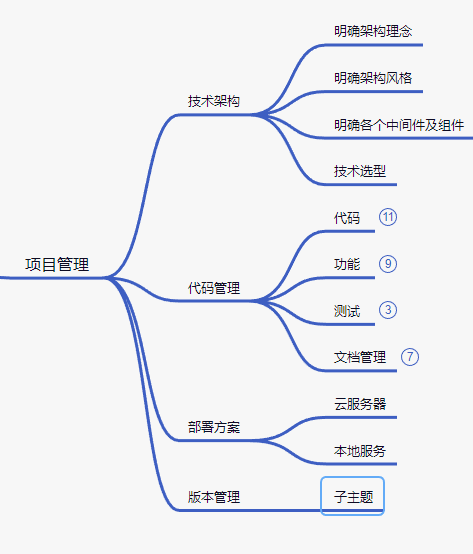 项目管理
技术架构
明确架构理念
明确架构风格
明确各个中间件及组件
技术选型
代码管理
代码 11
功能 9
测试 3
文档管理 7
部署方案
云服务器
本地服务
版本管理
子主题